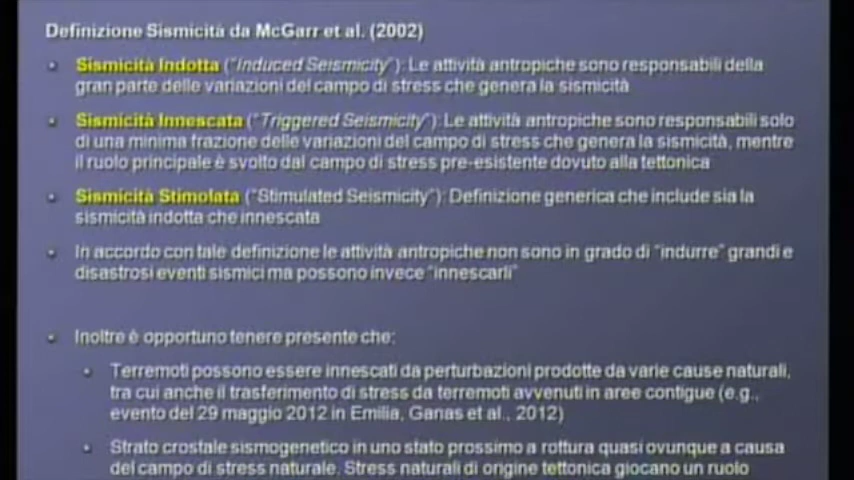 Definizione Sismicità da McGarr et al. (2002)
• Sismicità Indotta ("Induced Seismicity"): Le attività antropiche sono responsabili della
gran parte delle variazioni del campo di stress che genera la sismicità
• Sismicità Innescata ("Triggered Seismicity"): Le attività antropiche sono responsabili solo
di una minima frazione delle variazioni del campo di stress che genera la sismicità, mentre
il ruolo principale è svolto dal campo di stress pre-esistente dovuto alla tettonica
• Sismicità Stimolata ("Stimulated Seismicity"): Definizione generica che include sia la
sismicità indotta che innescata
• In accordo con tale definizione le attività antropiche non sono in grado di "indurre" grandi e
disastrosi eventi sismici ma possono invece "innescarli"
• Inoltre è opportuno tenere presente che:
• Terremoti possono essere innescati da perturbazioni prodotte da varie cause naturali,
tra cui anche il trasferimento di stress da terremoti avvenuti in aree contigue (e.g.,
evento del 29 maggio 2012 in Emilia, Ganas et al., 2012)
• Strato crostale sismogenetico in uno stato prossimo a rottura quasi ovunque a causa
del campo di stress naturale. Stress naturali di origine tettonica giocano un ruolo